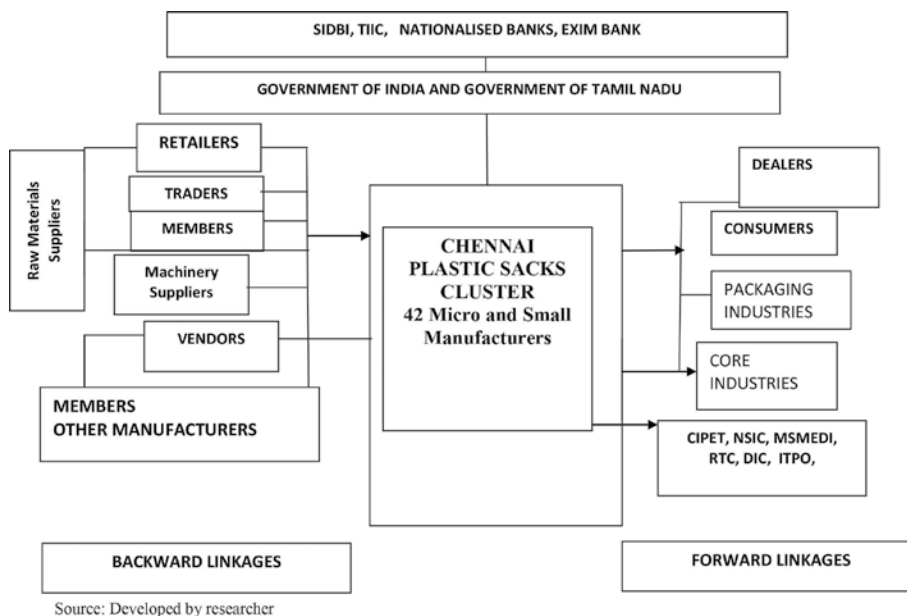 SIDBI, TIIC, NATIONALISED BANKS, EXIM BANK
GOVERNMENT OF INDIA AND GOVERNMENT OF TAMIL NADU
Raw Materials
Suppliers
RETAILERS
TRADERS
MEMBERS
Machinery
Suppliers
VENDORS
MEMBERS
OTHER MANUFACTURERS
CHENNAI
PLASTIC SACKS
CLUSTER
42 Micro and Small
Manufacturers
DEALERS
CONSUMERS
PACKAGING
INDUSTRIES
CORE
INDUSTRIES
CIPET, NSIC, MSMEDI,
RTC, DIC, ITPO,
BACKWARD LINKAGES
FORWARD LINKAGES
Source: Developed by researcher